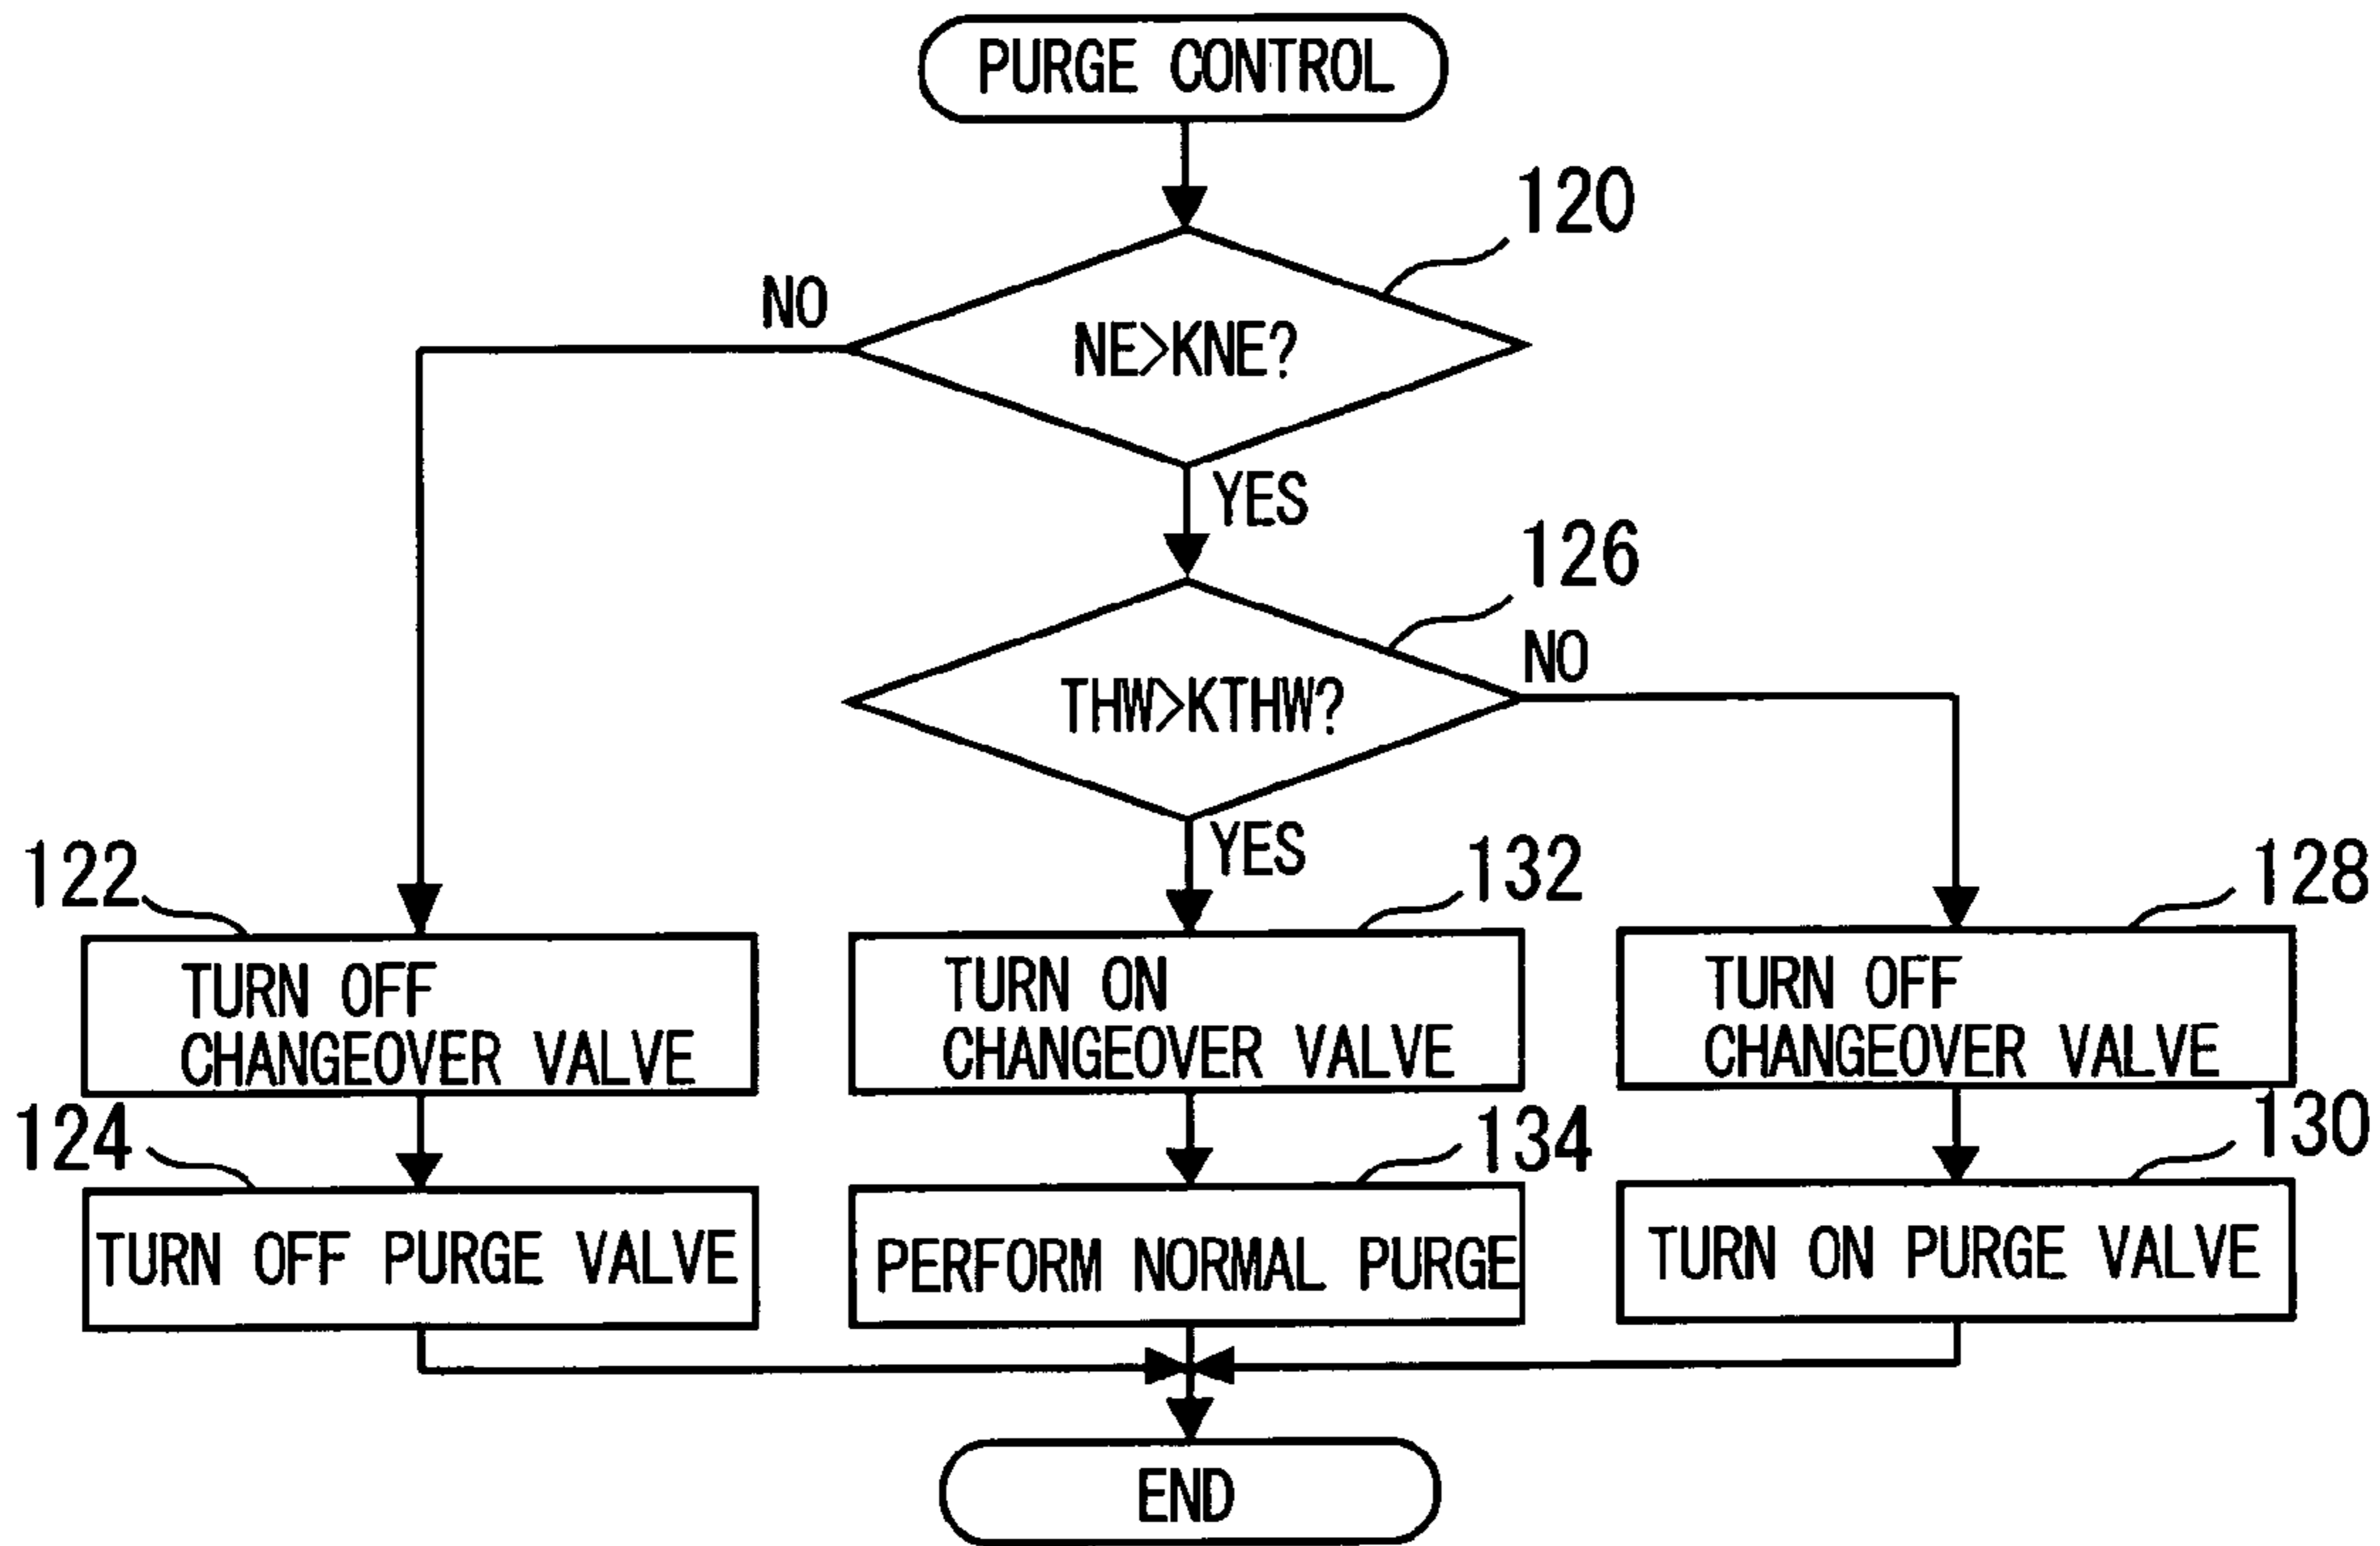 PURGE CONTROL
120
NO
NE>KNE?
YES
126
NO
THW>KTHW?
YES
122
132
128
TURN OFF
CHANGEOVER VALVE
TURN ON
CHANGEOVER VALVE
TURN OFF
CHANGEOVER VALVE
124
134
130
TURN OFF PURGE VALVE
PERFORM NORMAL PURGE
TURN ON PURGE VALVE
END